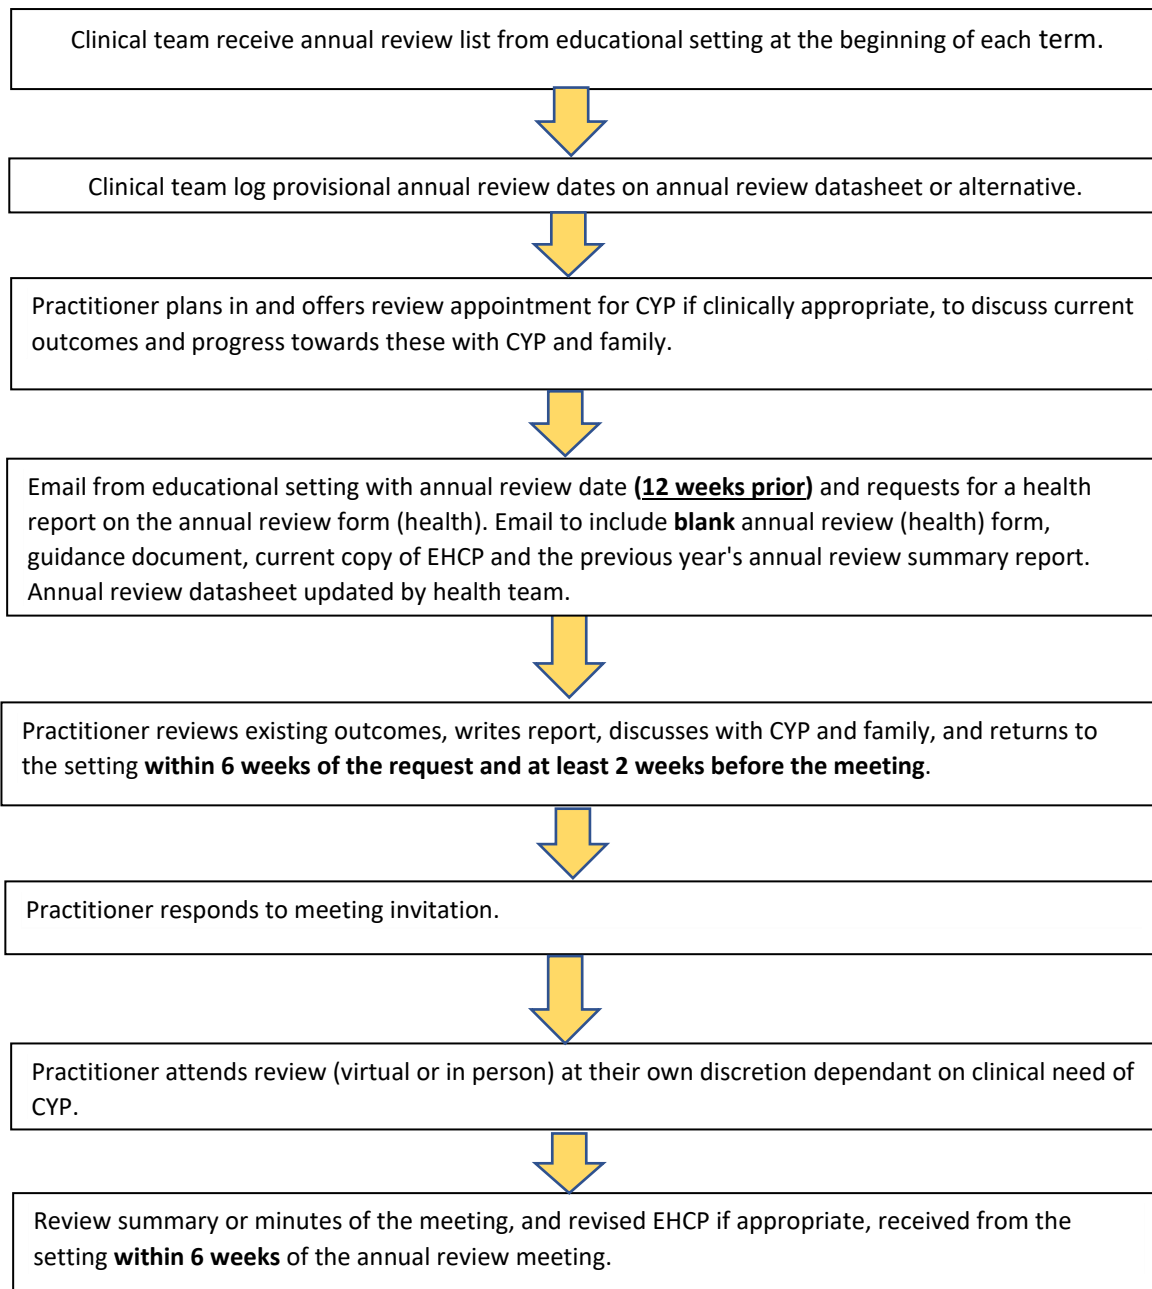 Clinical team receive annual review list from educational setting at the beginning of each term.
Clinical team log provisional annual review dates on annual review datasheet or alternative.
Practitioner plans in and offers review appointment for CYP if clinically appropriate, to discuss current
outcomes and progress towards these with CYP and family.
Email from educational setting with annual review date (12 weeks prior) and requests for a health
report on the annual review form (health). Email to include blank annual review (health) form,
guidance document, current copy of EHCP and the previous year's annual review summary report.
Annual review datasheet updated by health team.
Practitioner reviews existing outcomes, writes report, discusses with CYP and family, and returns to
the setting within 6 weeks of the request and at least 2 weeks before the meeting.
Practitioner responds to meeting invitation.
Practitioner attends review (virtual or in person) at their own discretion dependant on clinical need of
CYP.
Review summary or minutes of the meeting, and revised EHCP if appropriate, received from the
setting within 6 weeks of the annual review meeting.